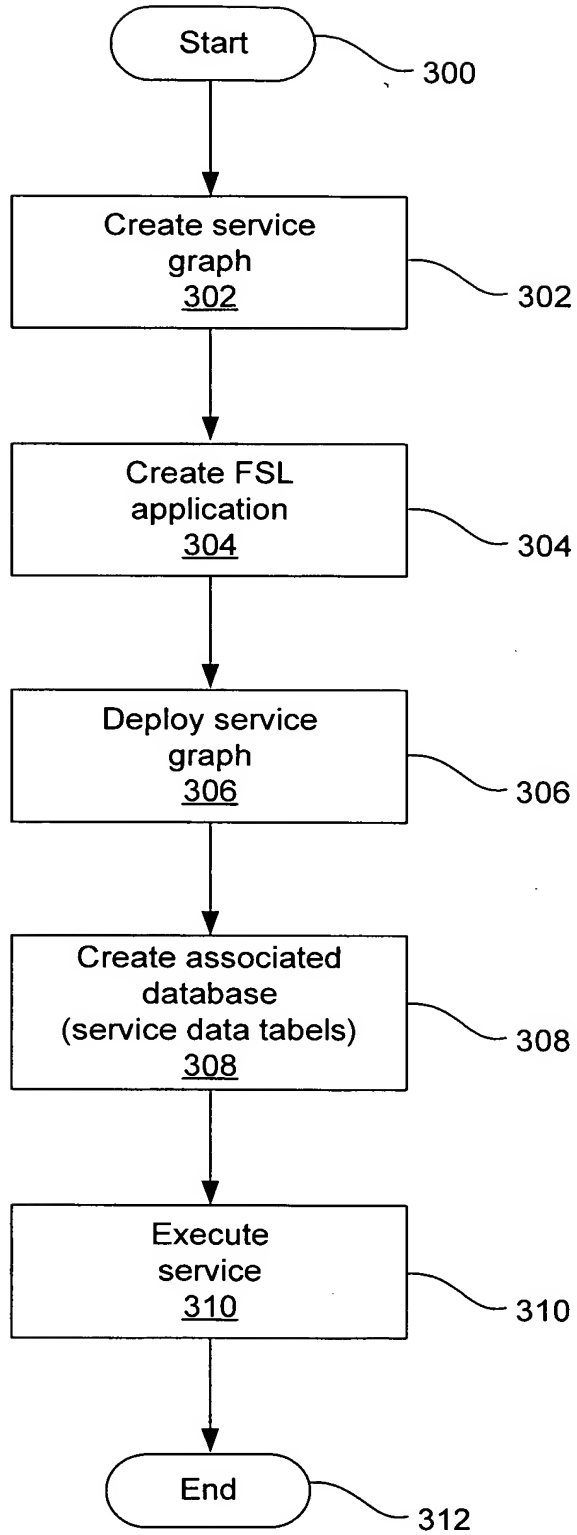 Start
300
Create service
graph
302
302
Create FSL
application
304
304
Deploy service
graph
306
306
Create associated
database
(service data tabels)
308
308
Execute
service
310
310
End
312